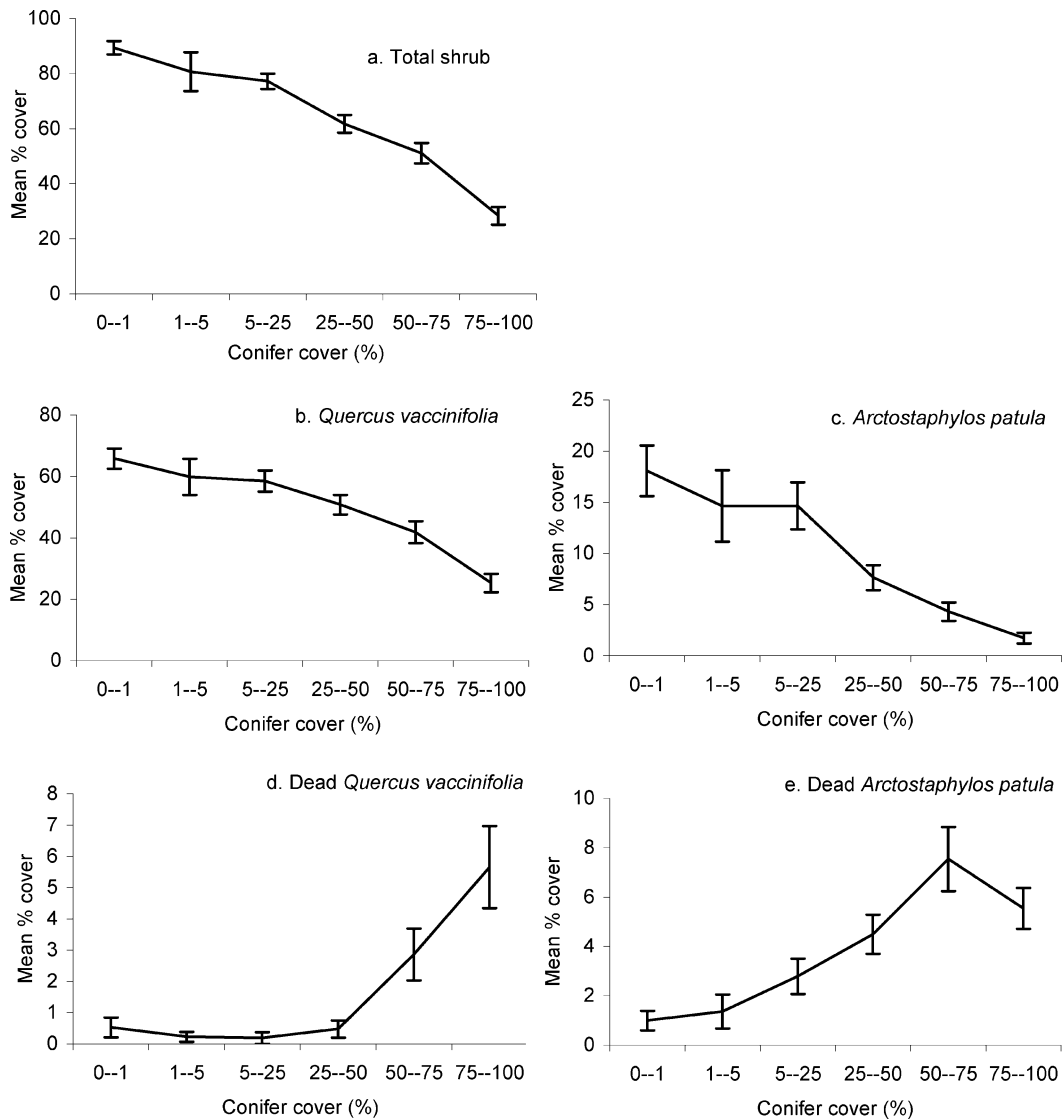 a. Total shrub
Mean % cover
100
80
60
40
20
0
0--1 1--5 5--25 25--50 50--75 75--100
Conifer cover (%)
b. Quercus vaccinifolia
Mean % cover
80
60
40
20
0
0--1 1--5 5--25 25--50 50--75 75--100
Conifer cover (%)
c. Arctostaphylos patula
Mean % cover
25
20
15
10
5
0
0--1 1--5 5--25 25--50 50--75 75--100
Conifer cover (%)
d. Dead Quercus vaccinifolia
Mean % cover
8
7
6
5
4
3
2
1
0
0--1 1--5 5--25 25--50 50--75 75--100
Conifer cover (%)
e. Dead Arctostaphylos patula
Mean % cover
10
8
6
4
2
0
0--1 1--5 5--25 25--50 50--75 75--100
Conifer cover (%)